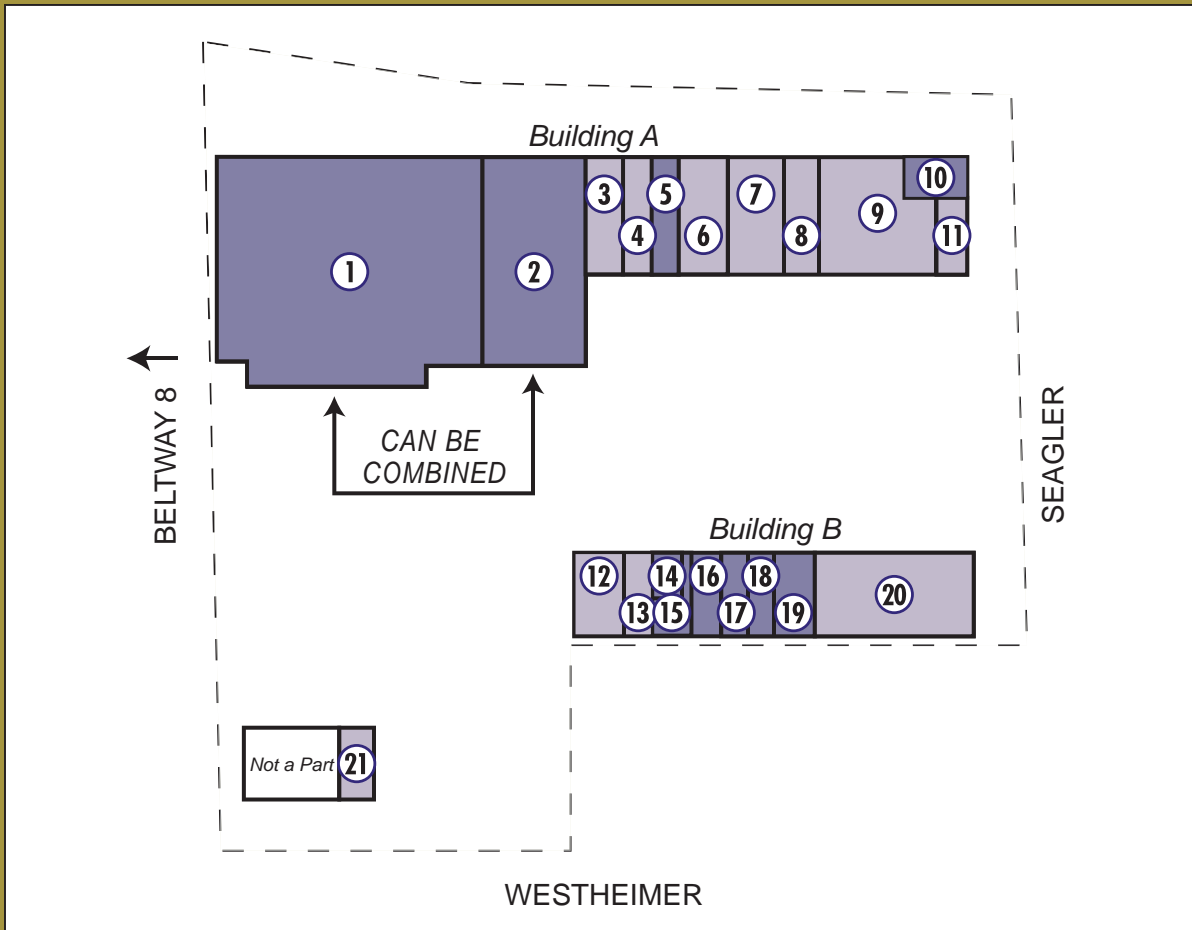 Building A
1
2
3
4
5
6
7
8
9
10
11
BELTWAY 8
CAN BE
COMBINED
SEAGLER
Building B
12
13
14
15
16
17
18
19
20
Not a Part
21
WESTHEIMER